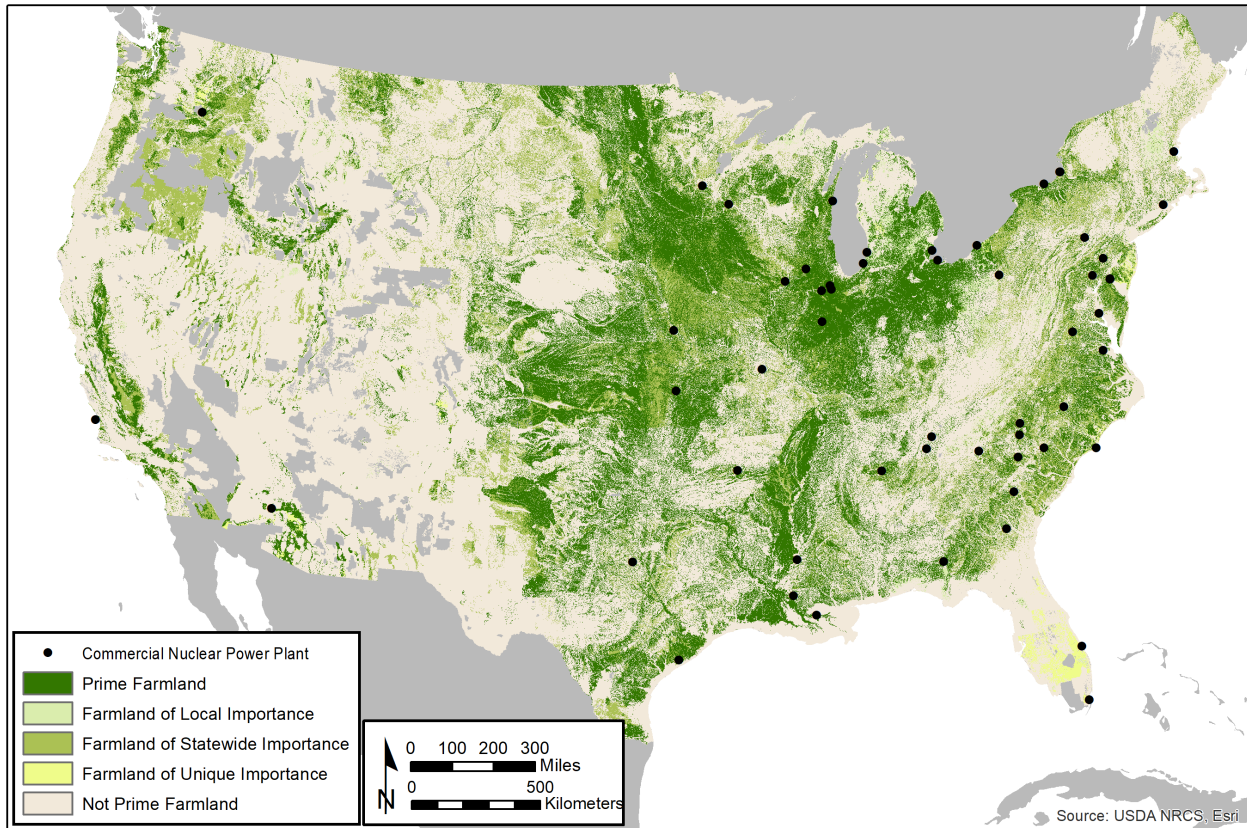 Commercial Nuclear Power Plant
Prime Farmland
Farmland of Local Importance
Farmland of Statewide Importance
Farmland of Unique Importance
Not Prime Farmland
N
0 100 200 300
Miles
0 500
Kilometers
Source: USDA NRCS, Esri